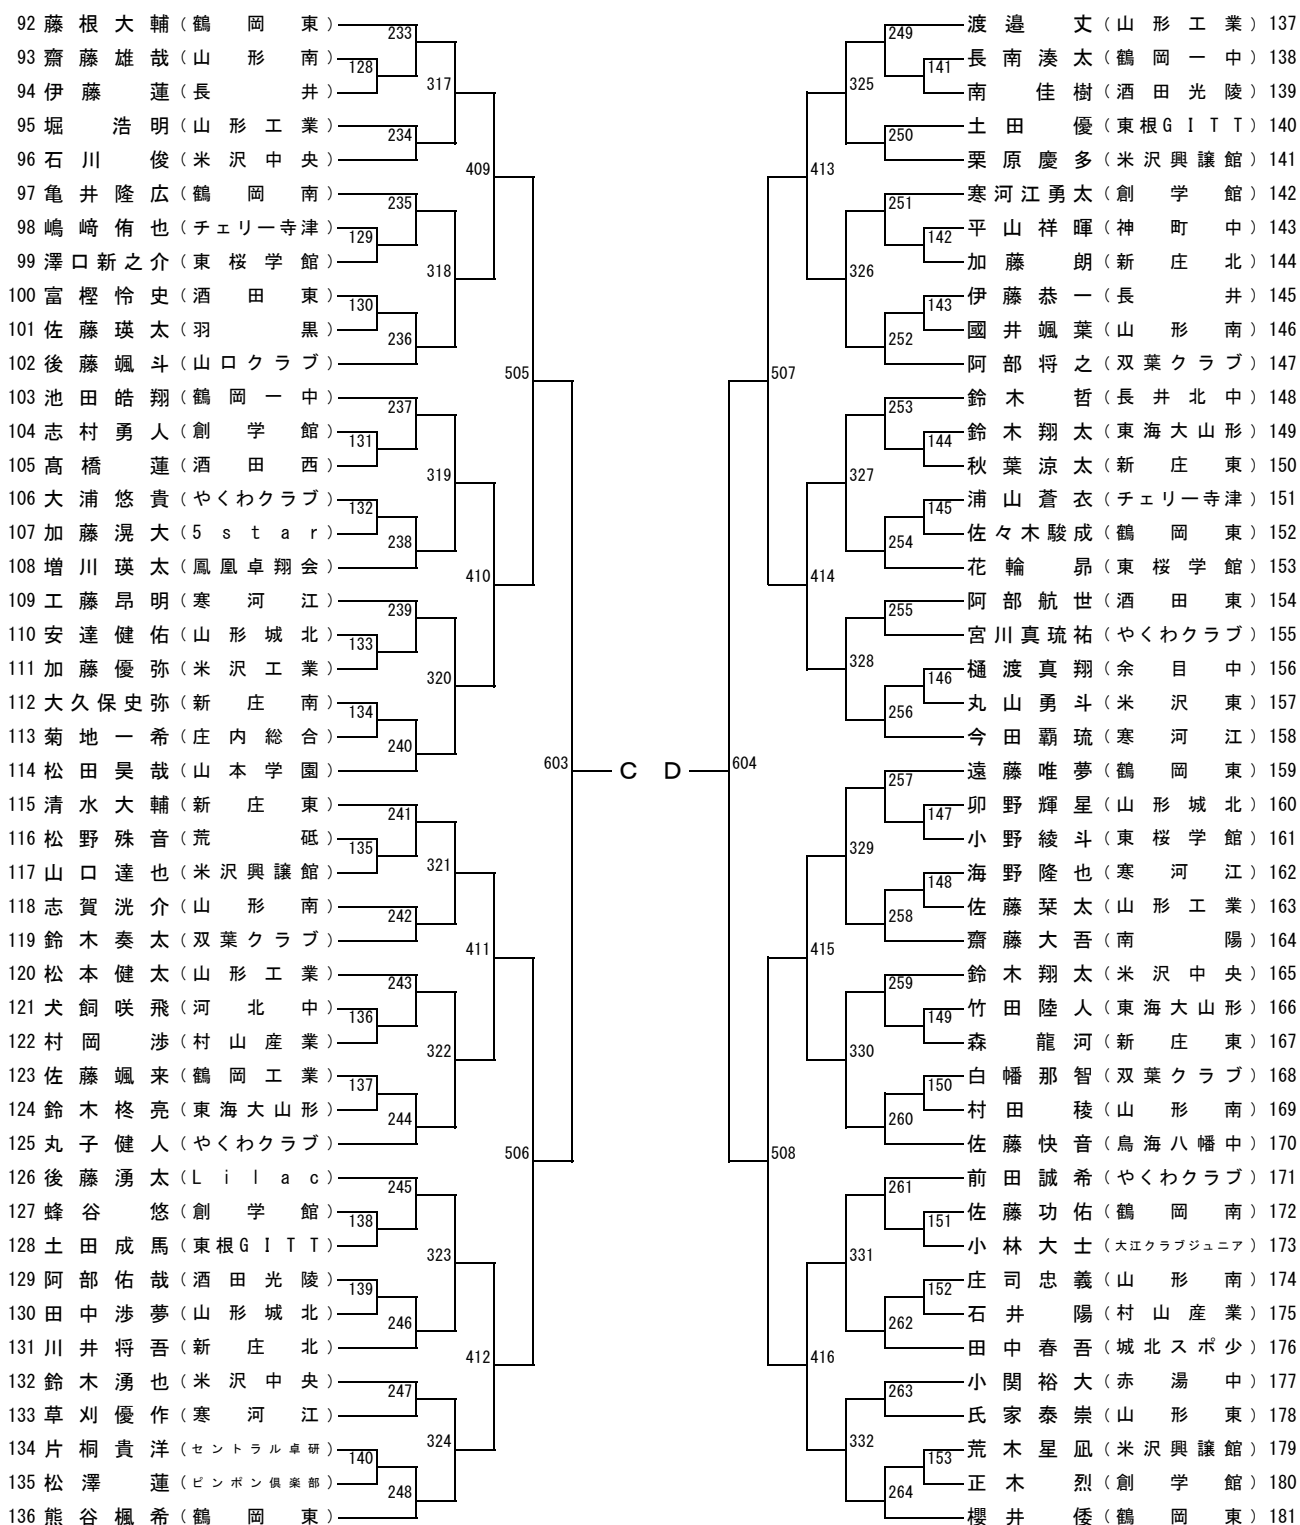 92 藤根大輔（鶴岡東）
93 齋藤雄哉（山形南）
94 伊藤蓮（長井）
95 堀浩明（山形工業）
96 石川俊（米沢中央）
97 亀井隆広（鶴岡南）
98 嶋﨑侑也（チェリー寺津）
99 澤口新之介（東桜学館）
100 富樫怜史（酒田東）
101 佐藤瑛太（羽黒）
102 後藤颯斗（山口クラブ）
103 池田皓翔（鶴岡一中）
104 志村勇人（創学館）
105 髙橋蓮（酒田西）
106 大浦悠貴（やくわクラブ）
107 加藤滉大（5star）
108 増川瑛太（鳳凰卓翔会）
109 工藤昂明（寒河江）
110 安達健佑（山形城北）
111 加藤優弥（米沢工業）
112 大久保史弥（新庄南）
113 菊地一希（庄内総合）
114 松田昊哉（山本学園）
115 清水大輔（新庄東）
116 松野殊音（荒砥）
117 山口達也（米沢興譲館）
118 志賀洸介（山形南）
119 鈴木奏太（双葉クラブ）
120 松本健太（山形工業）
121 犬飼咲飛（河北中）
122 村岡渉（村山産業）
123 佐藤颯来（鶴岡工業）
124 鈴木柊亮（東海大山形）
125 丸子健人（やくわクラブ）
126 後藤湧太（Lilac）
127 蜂谷悠（創学館）
128 土田成馬（東根GITT）
129 阿部佑哉（酒田光陵）
130 田中渉夢（山形城北）
131 川井将吾（新庄北）
132 鈴木湧也（米沢中央）
133 草刈優作（寒河江）
134 片桐貴洋（セントラル卓研）
135 松澤蓮（ピンポン倶楽部）
136 熊谷楓希（鶴岡東）
233
128
317
234
409
235
129
318
130
236
505
237
131
319
132
238
410
239
133
320
134
240
603
241
135
321
242
411
243
136
322
137
244
506
245
138
323
139
246
412
247
324
140
248
C D
249
141
325
250
413
251
142
326
143
252
507
253
144
327
145
254
414
255
328
146
256
604
257
147
329
148
258
415
259
149
330
150
260
508
261
151
331
152
262
416
263
332
153
264
渡邉丈（山形工業）137
長南湊太（鶴岡一中）138
南佳樹（酒田光陵）139
土田優（東根GITT）140
栗原慶多（米沢興譲館）141
寒河江勇太（創学館）142
平山祥暉（神町中）143
加藤朗（新庄北）144
伊藤恭一（長井）145
國井颯葉（山形南）146
阿部将之（双葉クラブ）147
鈴木哲（長井北中）148
鈴木翔太（東海大山形）149
秋葉涼太（新庄東）150
浦山蒼衣（チェリー寺津）151
佐々木駿成（鶴岡東）152
花輪昴（東桜学館）153
阿部航世（酒田東）154
宮川真琉祐（やくわクラブ）155
樋渡真翔（余目中）156
丸山勇斗（米沢東）157
今田覇琉（寒河江）158
遠藤唯夢（鶴岡東）159
卯野輝星（山形城北）160
小野綾斗（東桜学館）161
海野隆也（寒河江）162
佐藤栞太（山形工業）163
齋藤大吾（南陽）164
鈴木翔太（米沢中央）165
竹田陸人（東海大山形）166
森龍河（新庄東）167
白幡那智（双葉クラブ）168
村田稜（山形南）169
佐藤快音（鳥海八幡中）170
前田誠希（やくわクラブ）171
佐藤功佑（鶴岡南）172
小林大士（大江クラブジュニア）173
庄司忠義（山形南）174
石井陽（村山産業）175
田中春吾（城北スポ少）176
小関裕大（赤湯中）177
氏家泰崇（山形東）178
荒木星凪（米沢興譲館）179
正木烈（創学館）180
櫻井倭（鶴岡東）181